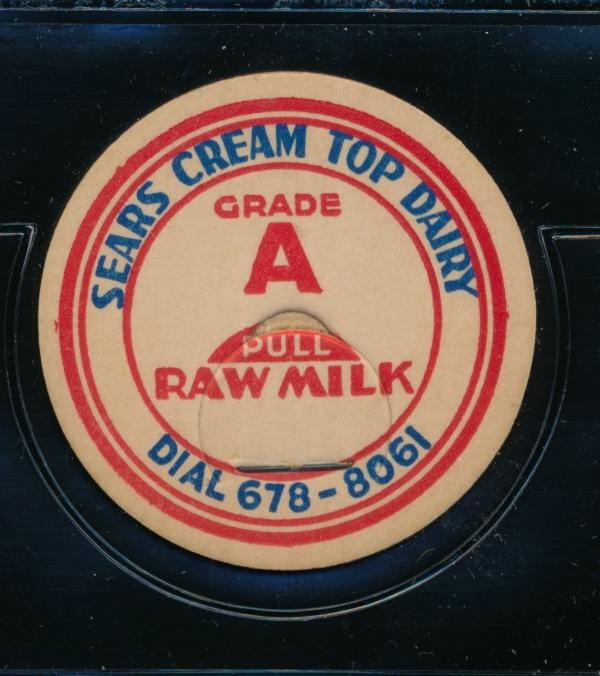 SEARS CREAM TOP DAIRY
GRADE
A
PULL
RAW MILK
DIAL 678-8061